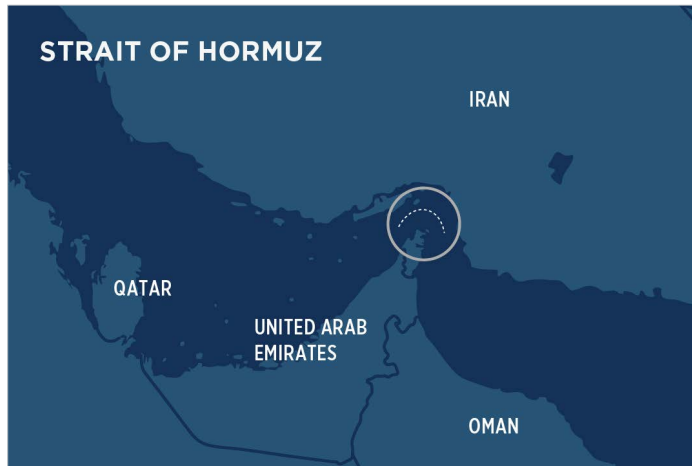 STRAIT OF HORMUZ
IRAN
QATAR
UNITED ARAB
EMIRATES
OMAN